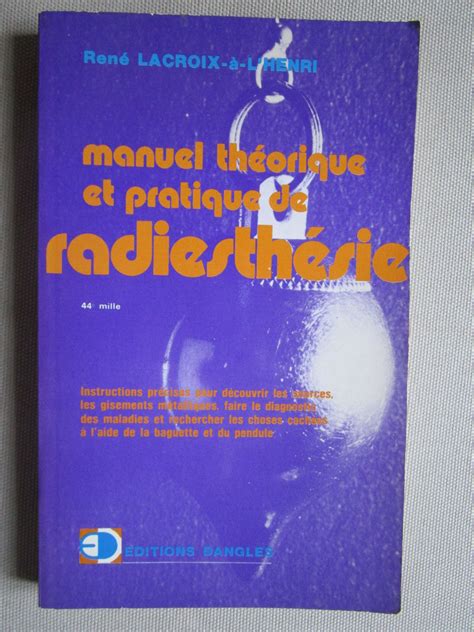 René LACROIX-à-L'HENRI
manuel théorique
et pratique de
radiesthésie
44e mille
Instructions précises pour découvrir les sources,
les gisements métalliques, faire le diagnostic
des maladies et rechercher les choses cachées
à l'aide de la baguette et du pendule
ÉDITIONS DANGLES